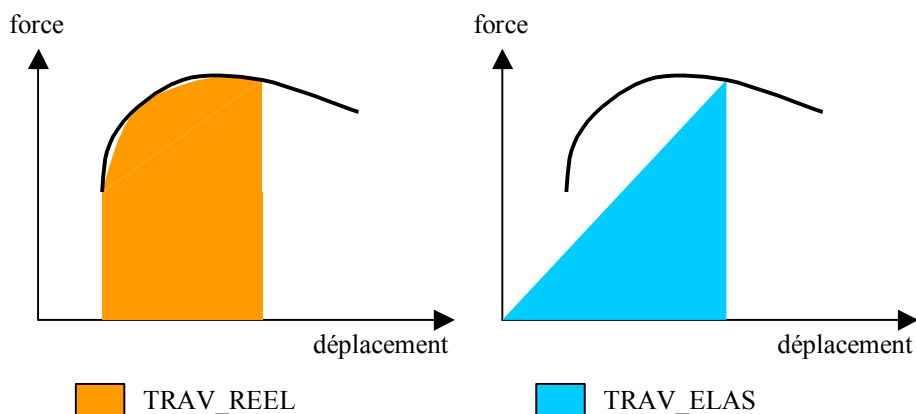 force
force
déplacement
déplacement
TRAV_REEL
TRAV_ELAS